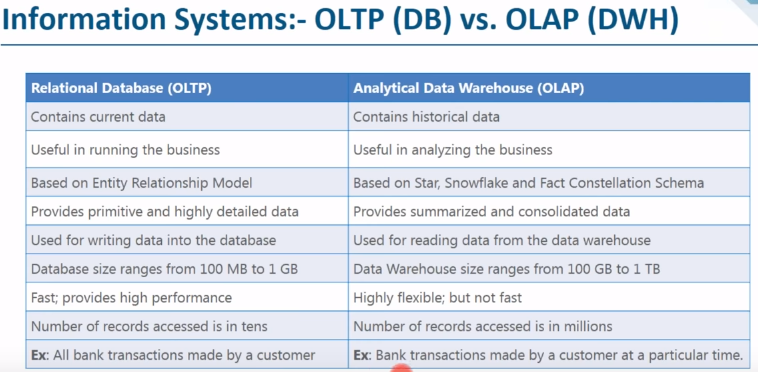 Information Systems:- OLTP (DB) vs. OLAP (DWH)
Relational Database (OLTP) Analytical Data Warehouse (OLAP)
Contains current data Contains historical data
Useful in running the business Useful in analyzing the business
Based on Entity Relationship Model Based on Star, Snowflake and Fact Constellation Schema
Provides primitive and highly detailed data Provides summarized and consolidated data
Used for writing data into the database Used for reading data from the data warehouse
Database size ranges from 100 MB to 1 GB Data Warehouse size ranges from 100 GB to 1 TB
Fast; provides high performance Highly flexible; but not fast
Number of records accessed is in tens Number of records accessed is in millions
Ex: All bank transactions made by a customer Ex: Bank transactions made by a customer at a particular time.